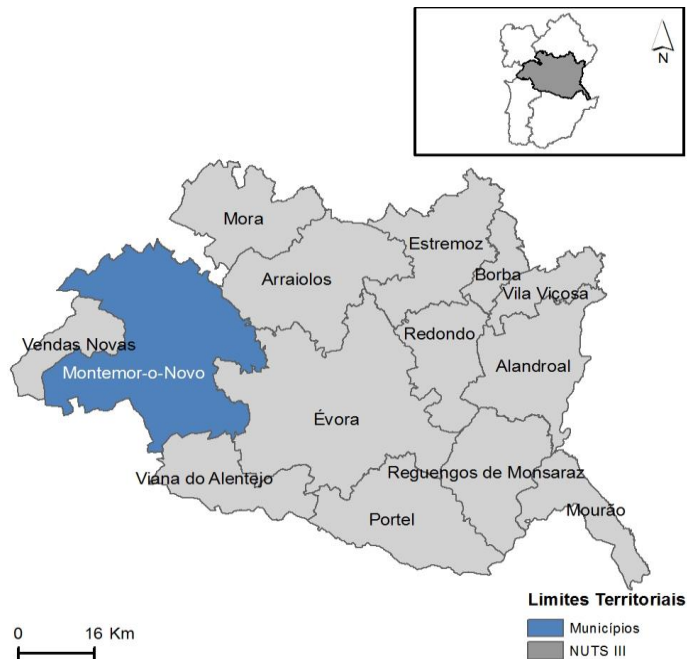 N
Mora
Estremoz
Arraiolos
Borba
Vila Viçosa
Vendas Novas
Redondo
Montemor-o-Novo
Alandroal
Évora
Viana do Alentejo
Reguengos de Monsaraz
Portel
Mourão
Limites Territoriais
Municípios
NUTS III
0 16 Km